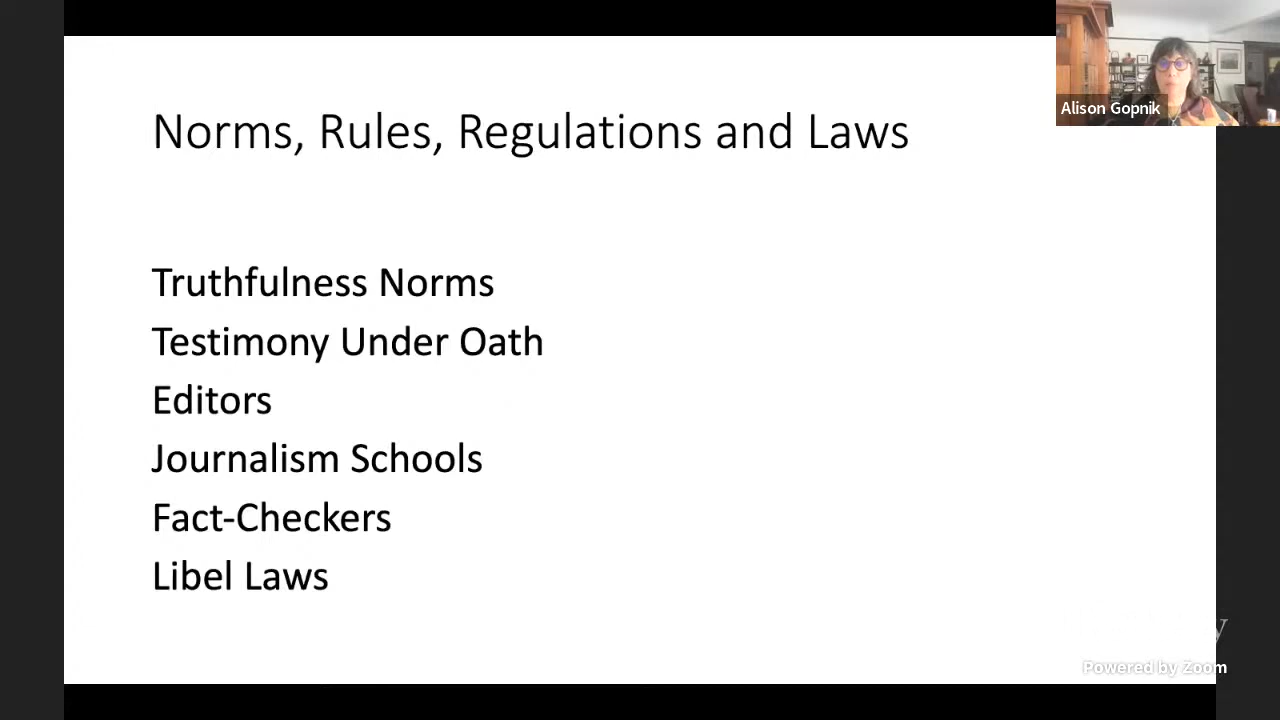 Alison Gopnik
Norms, Rules, Regulations and Laws
Truthfulness Norms
Testimony Under Oath
Editors
Journalism Schools
Fact-Checkers
Libel Laws
Powered by Zoom